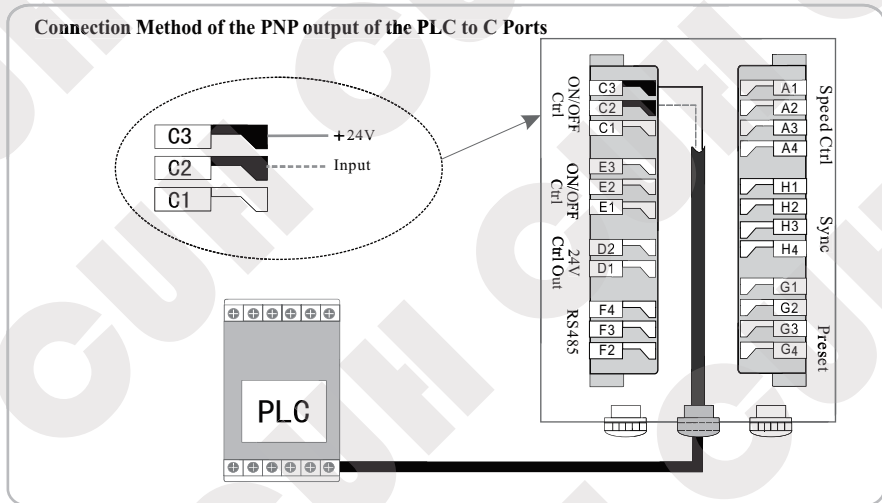 Connection Method of the PNP output of the PLC to C Ports
C3
+24V
C2
Input
C1
ON/OFF
Ctrl
C3
C2
C1
ON/OFF
Ctrl
E3
E2
E1
24V
Ctrl Out
D2
D1
RS485
F4
F3
F2
A1
A2
A3
A4
Speed Ctrl
H1
H2
H3
H4
Sync
G1
G2
G3
G4
Preset
PLC
CUH